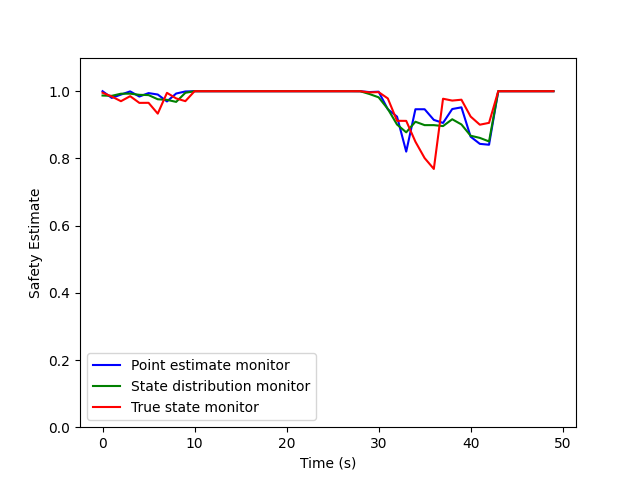 1.0
0.8
0.6
0.4
0.2
0.0
Safety Estimate
Point estimate monitor
State distribution monitor
True state monitor
0 10 20 30 40 50
Time (s)